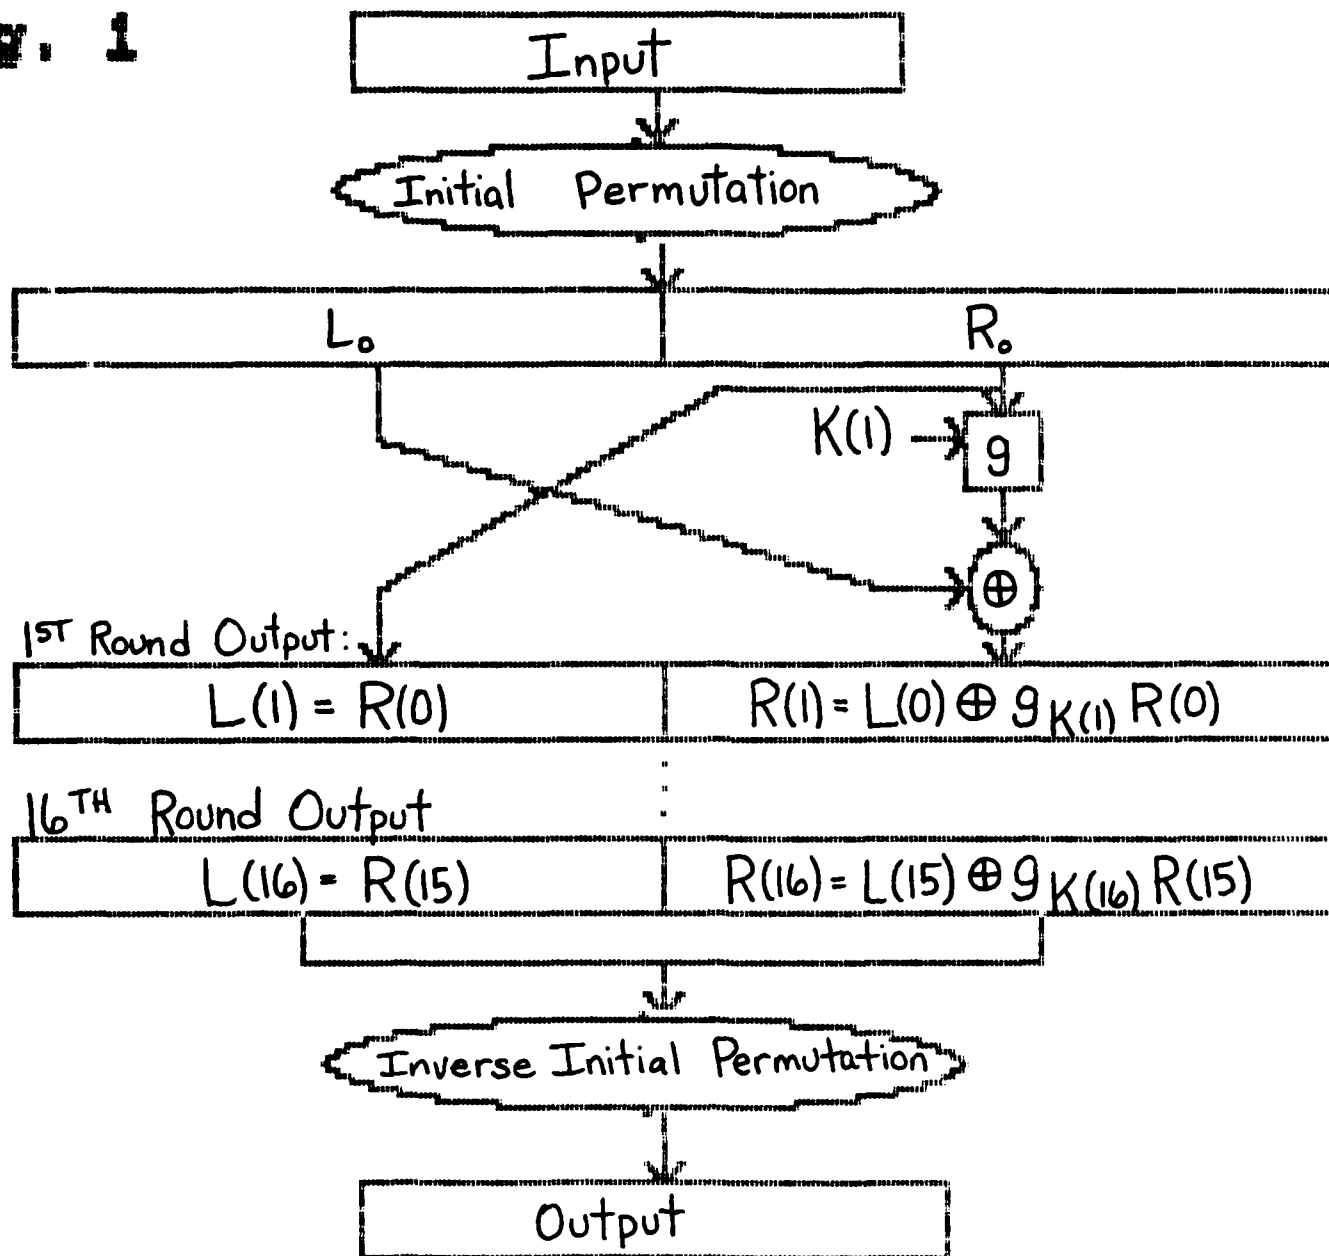 . 1
Input
Initial Permutation
L₀ R₀
K(1)
g
⊕
1ST Round Output:
L(1) = R(0) R(1) = L(0) ⊕ g K(1) R(0)
16TH Round Output
L(16) = R(15) R(16) = L(15) ⊕ g K(16) R(15)
Inverse Initial Permutation
Output